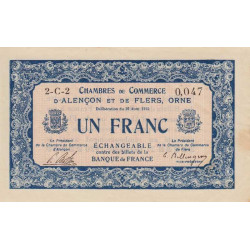 2-C-2 CHAMBRES DE COMMERCE 0,047
D'ALENÇON ET DE FLERS, ORNE
UN FRANC
Le Président
de la Chambre de Commerce
d'Alençon
ÉCHANGEABLE
contre des billets de la
BANQUE DE FRANCE
Le Président
de la Chambre de Commerce
de Flers